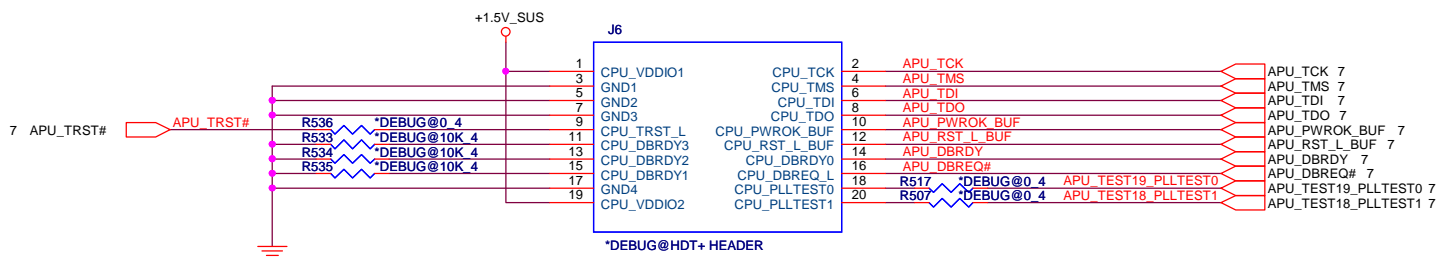 +1.5V_SUS
J6
1 CPU_VDDIO1 CPU_TCK 2 APU_TCK APU_TCK 7
3 GND1 CPU_TMS 4 APU_TMS APU_TMS 7
5 GND2 CPU_TDI 6 APU_TDI APU_TDI 7
7 GND3 CPU_TDO 8 APU_TDO APU_TDO 7
7 APU_TRST# APU_TRST# R536 *DEBUG@0_4 9 CPU_TRST_L CPU_PWROK_BUF 10 APU_PWROK_BUF APU_PWROK_BUF 7
R533 *DEBUG@10K_4 11 CPU_DBRDY3 CPU_RST_L_BUF 12 APU_RST_L_BUF APU_RST_L_BUF 7
R534 *DEBUG@10K_4 13 CPU_DBRDY2 CPU_DBRDY0 14 APU_DBRDY APU_DBRDY 7
R535 *DEBUG@10K_4 15 CPU_DBRDY1 CPU_DBREQ_L 16 APU_DBREQ# APU_DBREQ# 7
17 GND4 CPU_PLLTEST0 18 R517 *DEBUG@0_4 APU_TEST19_PLLTEST0 APU_TEST19_PLLTEST0 7
19 CPU_VDDIO2 CPU_PLLTEST1 20 R507 *DEBUG@0_4 APU_TEST18_PLLTEST1 APU_TEST18_PLLTEST1 7
*DEBUG@HDT+ HEADER